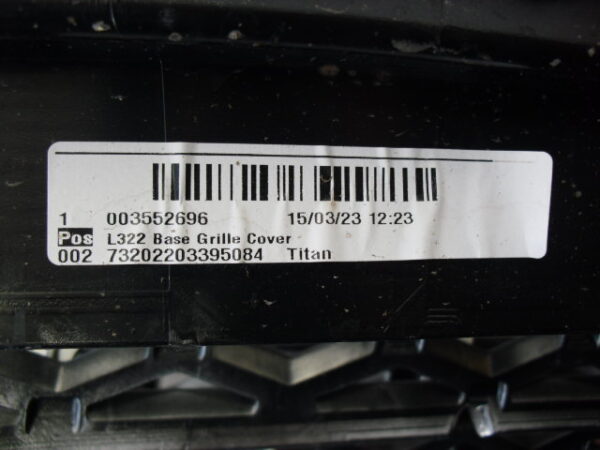 1 003552696 15/03/23 12:23
Pos L322 Base Grille Cover
002 73202203395084 Titan